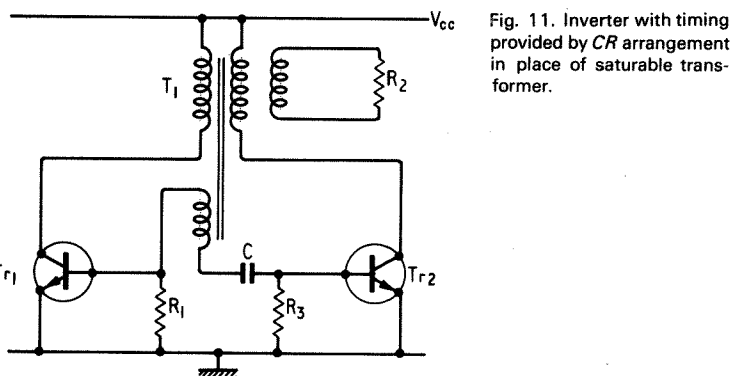 Vcc
Fig. 11. Inverter with timing
provided by CR arrangement
in place of saturable trans-
former.
T1
R2
C
Tr2
R1
R3